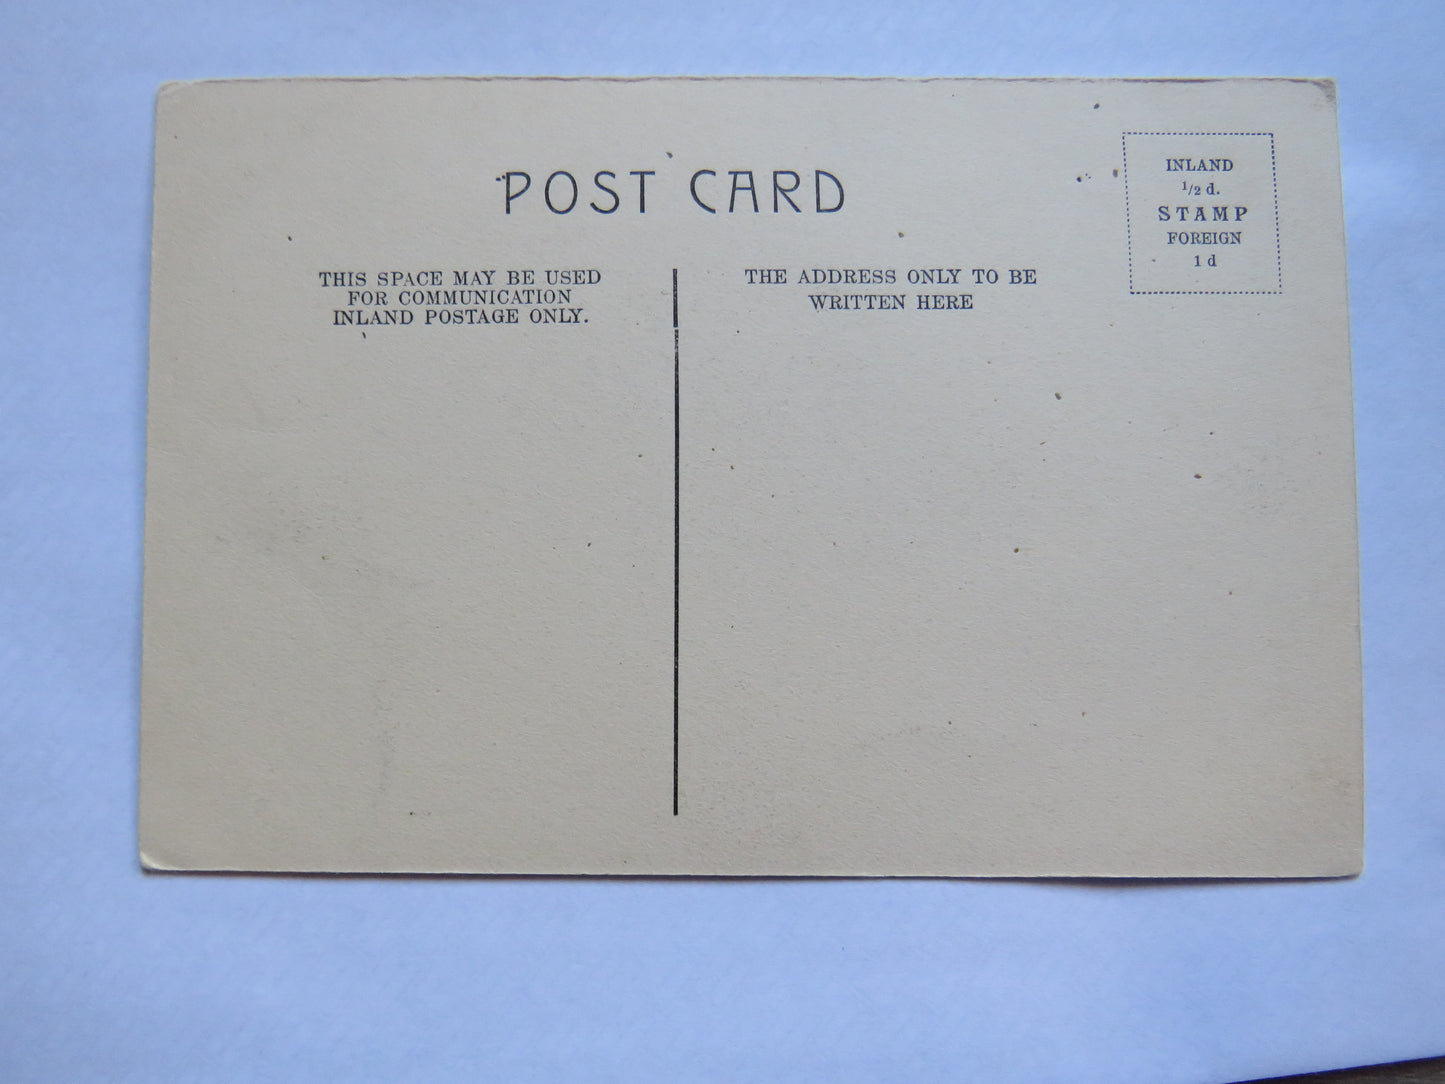 POST CARD
INLAND
1/2 d.
STAMP
FOREIGN
1 d
THIS SPACE MAY BE USED
FOR COMMUNICATION
INLAND POSTAGE ONLY.
THE ADDRESS ONLY TO BE
WRITTEN HERE